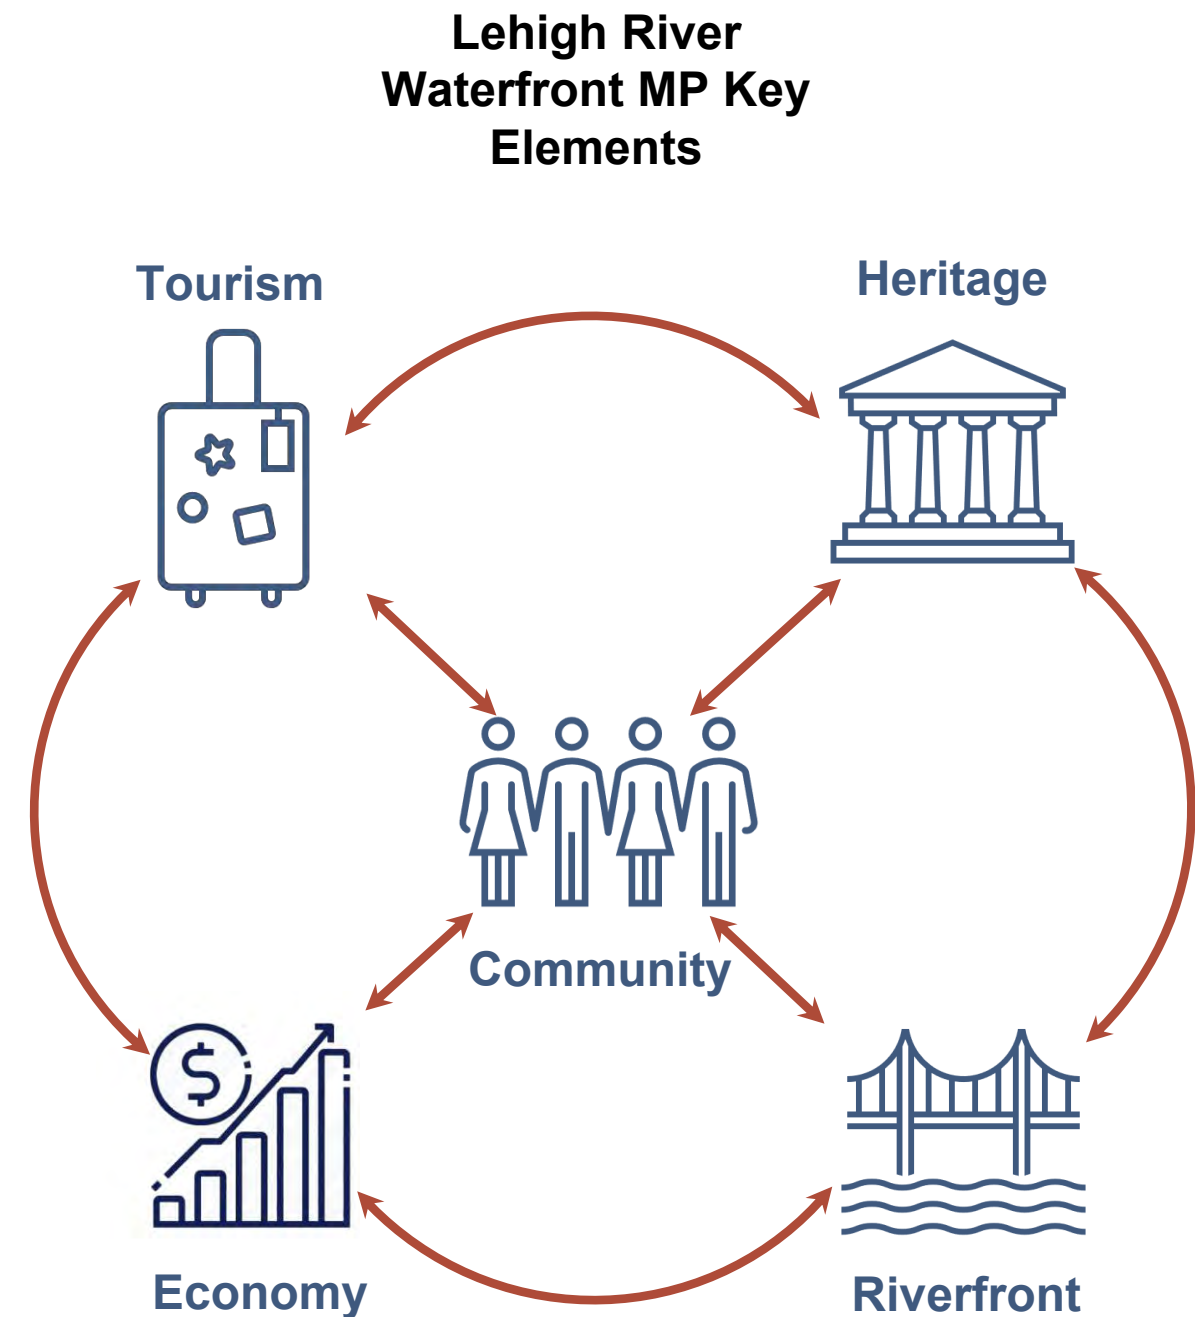 Lehigh River
Waterfront MP Key
Elements
Tourism
Heritage
Community
$
Economy
Riverfront